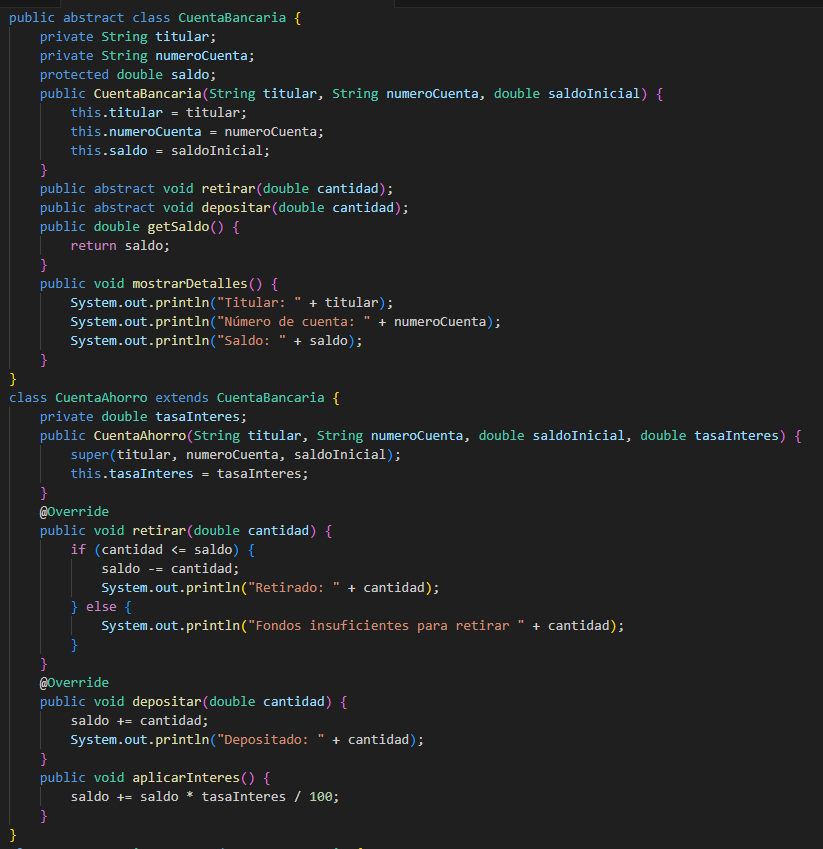 public abstract class CuentaBancaria {
    private String titular;
    private String numeroCuenta;
    protected double saldo;
    public CuentaBancaria(String titular, String numeroCuenta, double saldoInicial) {
        this.titular = titular;
        this.numeroCuenta = numeroCuenta;
        this.saldo = saldoInicial;
    }
    public abstract void retirar(double cantidad);
    public abstract void depositar(double cantidad);
    public double getSaldo() {
        return saldo;
    }
    public void mostrarDetalles() {
        System.out.println("Titular: " + titular);
        System.out.println("Número de cuenta: " + numeroCuenta);
        System.out.println("Saldo: " + saldo);
    }
}
class CuentaAhorro extends CuentaBancaria {
    private double tasaInteres;
    public CuentaAhorro(String titular, String numeroCuenta, double saldoInicial, double tasaInteres) {
        super(titular, numeroCuenta, saldoInicial);
        this.tasaInteres = tasaInteres;
    }
    @Override
    public void retirar(double cantidad) {
        if (cantidad <= saldo) {
            saldo -= cantidad;
            System.out.println("Retirado: " + cantidad);
        } else {
            System.out.println("Fondos insuficientes para retirar " + cantidad);
        }
    }
    @Override
    public void depositar(double cantidad) {
        saldo += cantidad;
        System.out.println("Depositado: " + cantidad);
    }
    public void aplicarInteres() {
        saldo += saldo * tasaInteres / 100;
    }
}